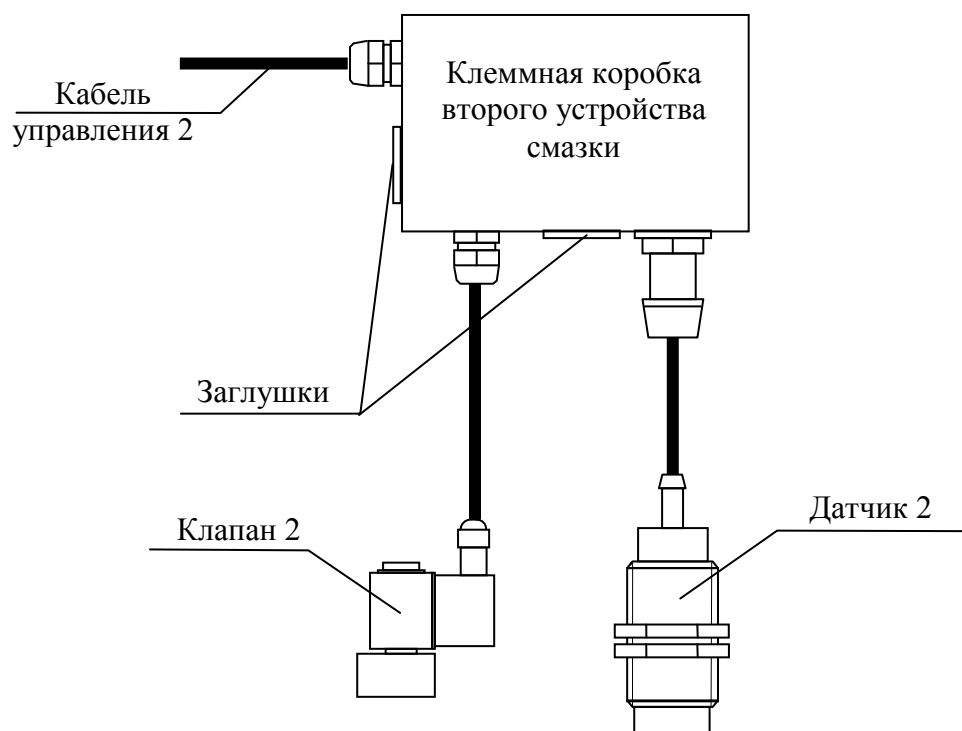 Клеммная коробка
второго устройства
смазки
Кабель
управления 2
Заглушки
Клапан 2
Датчик 2